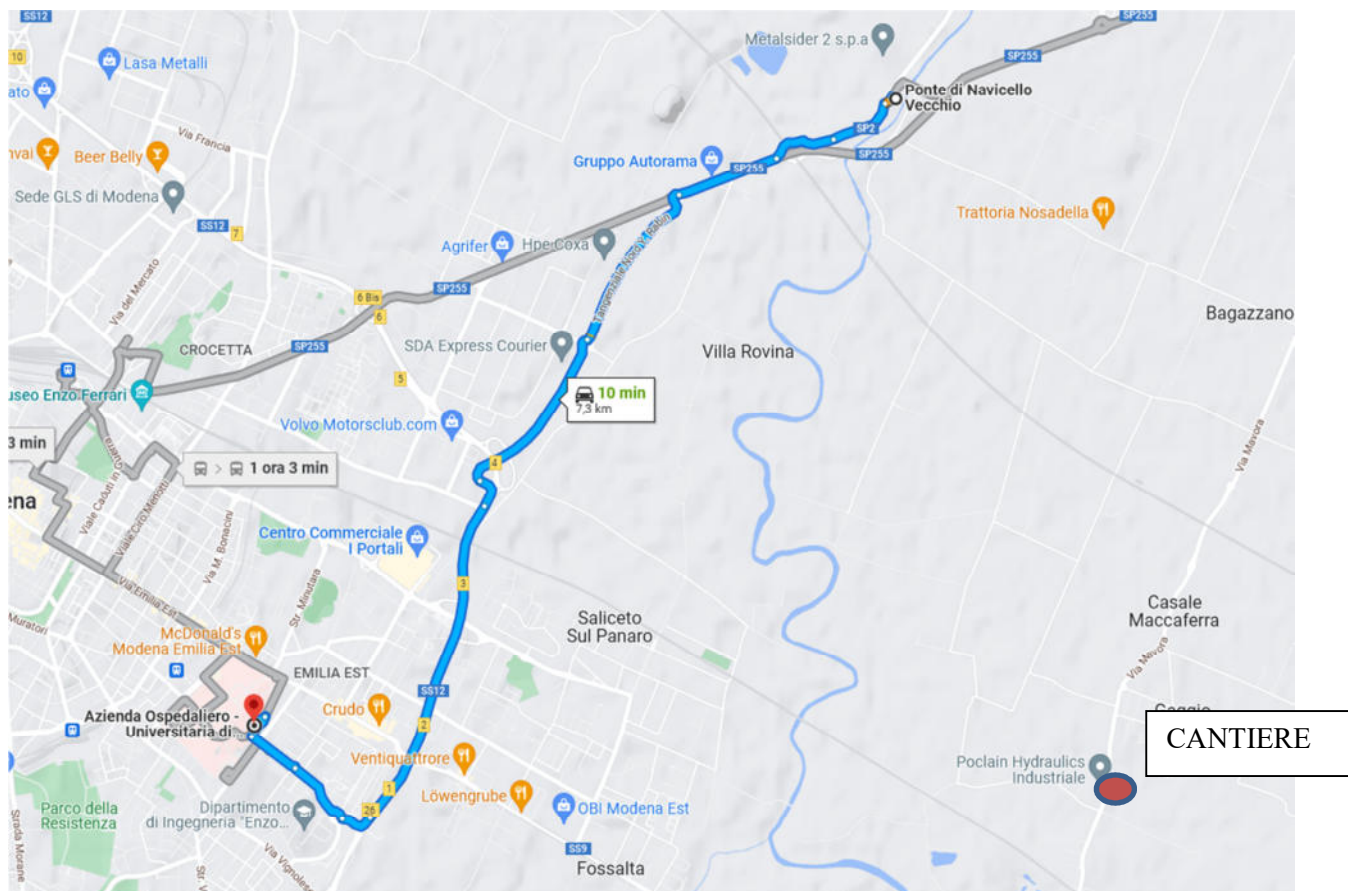 SS12
SP255
Metalsider 2 s.p.a
10
Lasa Metalli
SP255
ato
Ponte di Navicello
Vecchio
Via Francia
SP2
nvai
Beer Belly
SP255
Gruppo Autorama
SP255
Sede GLS di Modena
Trattoria Nosadella
SS12
7
Agrifer
Hpe Coxa
Tangenziale Nord Y. Rabin
Via del Mercato
SP255
6 Bis
6
Bagazzano
CROCETTA
SP255
SDA Express Courier
Villa Rovina
5
useo Enzo Ferrari
10 min
7,3 km
Volvo Motorsclub.com
3 min
1 ora 3 min
4
Via Mavora
ena
Viale Caduti in Guerra
Viale Ciro Menotti
Via M. Bonacini
Centro Commerciale
I Portali
3
Via Emilia Est
Str. Minutara
Casale
Maccaferra
Saliceto
Sul Panaro
Muratori
McDonald's
Modena Emilia Est
Via Mavora
EMILIA EST
SS12
Crudo
Azienda Ospedaliero -
Universitaria di...
2
CANTIERE
Ventiquattrore
Poclain Hydraulics
Industriale
1
Löwengrube
26
Parco della
Resistenza
Dipartimento
di Ingegneria "Enzo...
OBI Modena Est
Strada Morane
SS9
Via Vignolese
Fossalta
Str. V